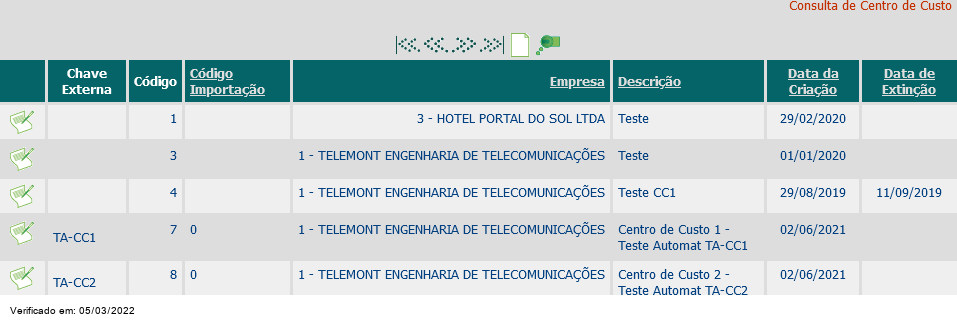 Consulta de Centro de Custo
Chave Externa Código Código Importação Empresa Descrição Data da Criação Data de Extinção
1 3 - HOTEL PORTAL DO SOL LTDA Teste 29/02/2020
3 1 - TELEMONT ENGENHARIA DE TELECOMUNICAÇÕES Teste 01/01/2020
4 1 - TELEMONT ENGENHARIA DE TELECOMUNICAÇÕES Teste CC1 29/08/2019 11/09/2019
TA-CC1 7 0 1 - TELEMONT ENGENHARIA DE TELECOMUNICAÇÕES Centro de Custo 1 - 02/06/2021
Teste Automat TA-CC1
TA-CC2 8 0 1 - TELEMONT ENGENHARIA DE TELECOMUNICAÇÕES Centro de Custo 2 - 02/06/2021
Teste Automat TA-CC2
Verificado em: 05/03/2022